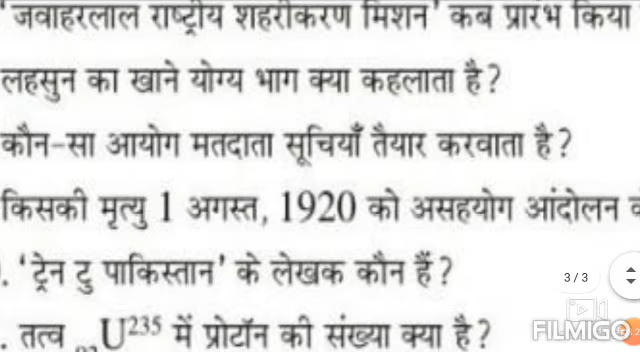 'जवाहरलाल राष्ट्रीय शहरीकरण मिशन' कब प्रारंभ किया
लहसुन का खाने योग्य भाग क्या कहलाता है?
कौन-सा आयोग मतदाता सूचियाँ तैयार करवाता है?
किसकी मृत्यु 1 अगस्त, 1920 को असहयोग आंदोलन
. 'ट्रेन टु पाकिस्तान' के लेखक कौन हैं?
3/3
. तत्व U235 में प्रोटॉन की संख्या क्या है?
FILMIGO